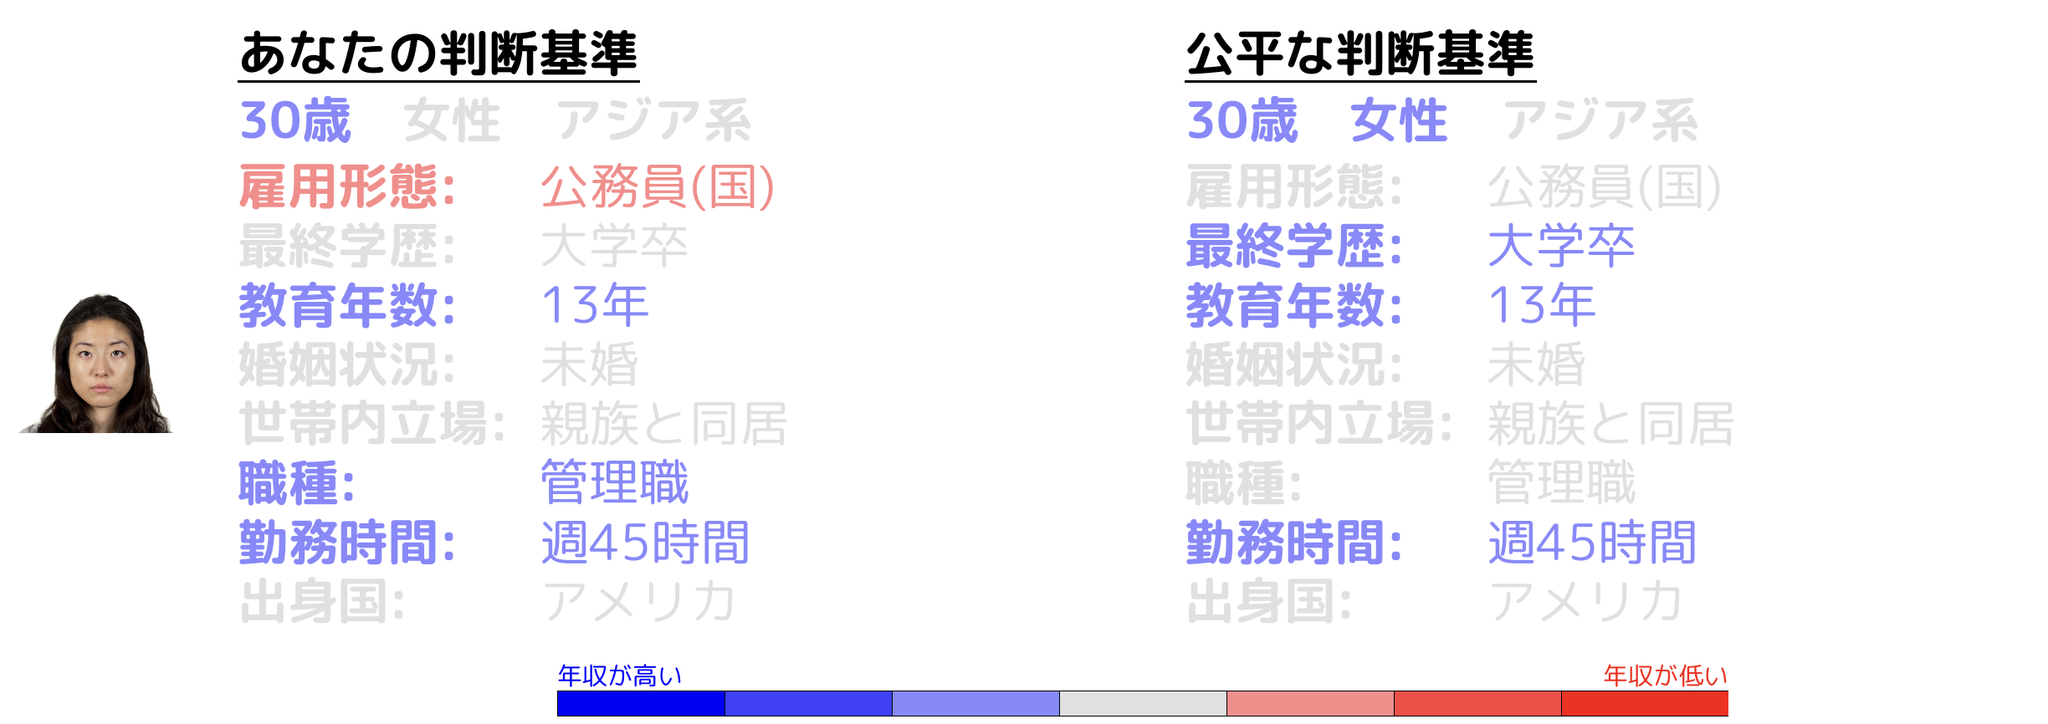 あなたの判断基準
30歳 女性 アジア系
雇用形態: 公務員(国)
最終学歴: 大学卒
教育年数: 13年
婚姻状況: 未婚
世帯内立場: 親族と同居
職種: 管理職
勤務時間: 週45時間
出身国: アメリカ
公平な判断基準
30歳 女性 アジア系
雇用形態: 公務員(国)
最終学歴: 大学卒
教育年数: 13年
婚姻状況: 未婚
世帯内立場: 親族と同居
職種: 管理職
勤務時間: 週45時間
出身国: アメリカ
年収が高い
年収が低い